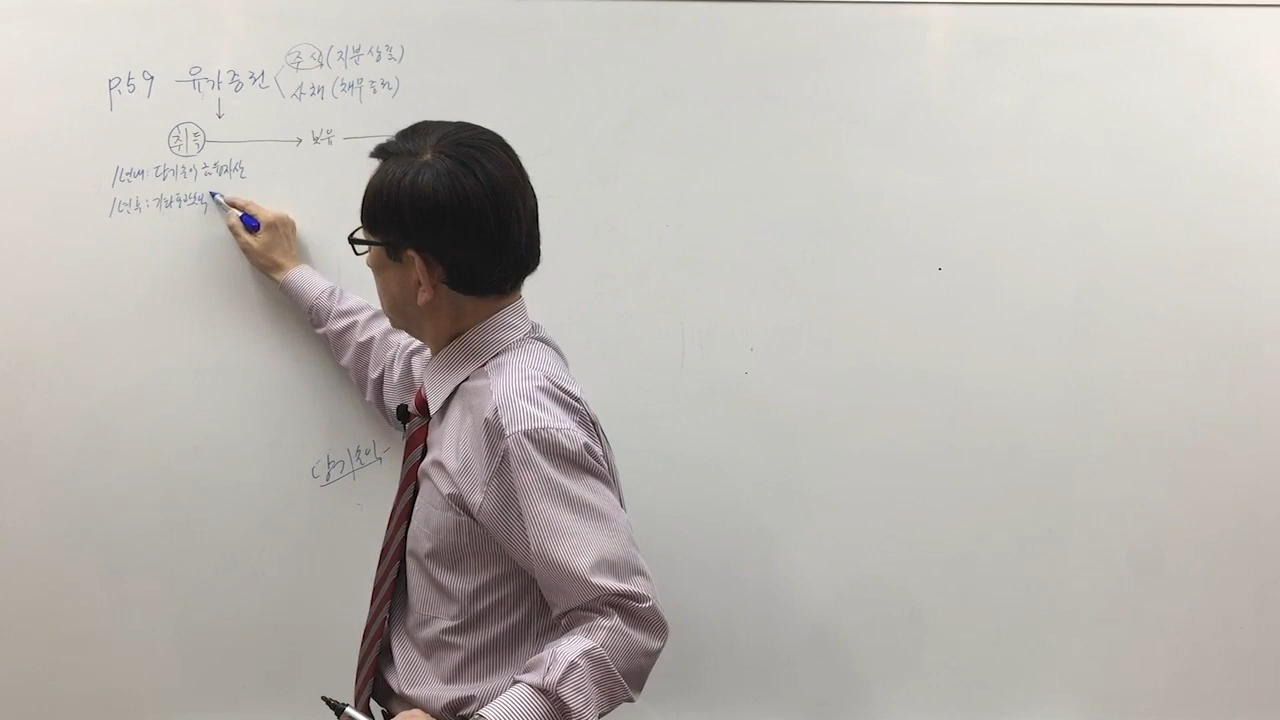 주식 (지분상품)
p.59 유가증권
사채 (채무증권)
취득 → 보유
1년내: 당기손익 금융자산
1년후: 기타포괄손익
당기손익